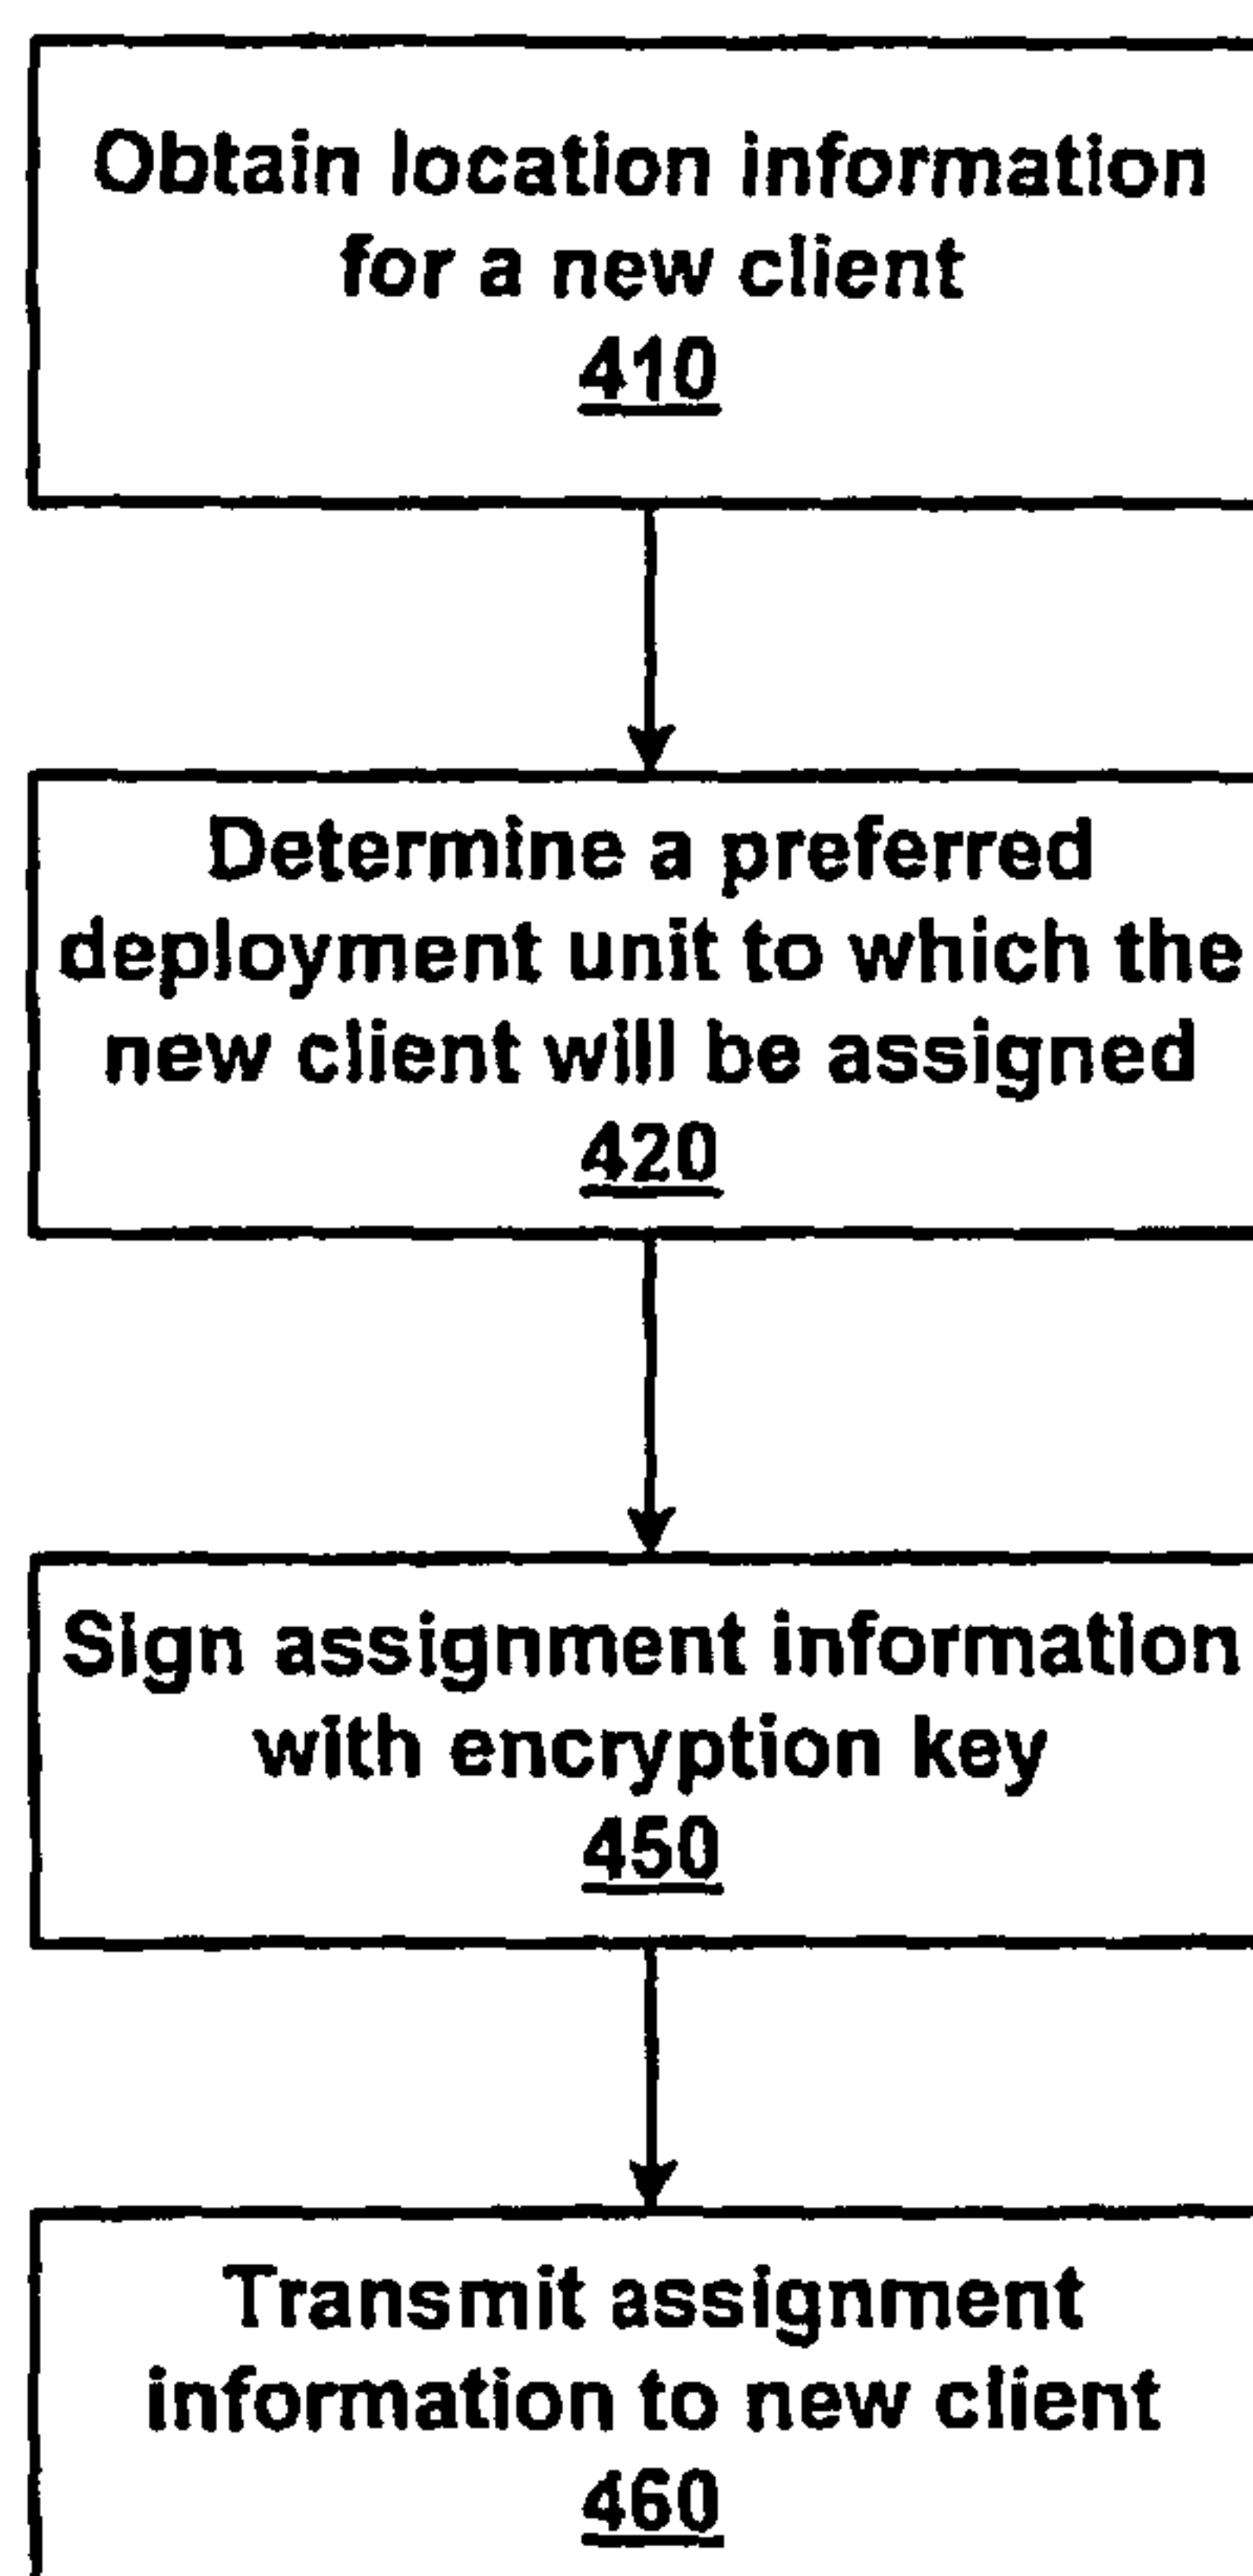 Obtain location information
for a new client
410
Determine a preferred
deployment unit to which the
new client will be assigned
420
Sign assignment information
with encryption key
450
Transmit assignment
information to new client
460